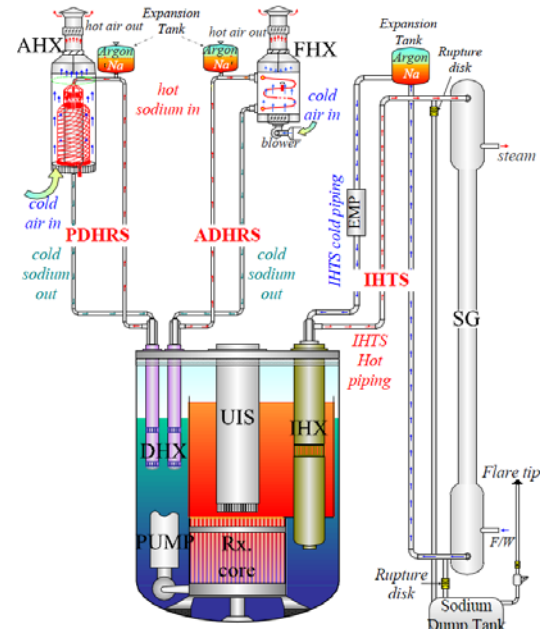 hot air out
Expansion
Tank
hot air out
AHX
Argon
Na
Argon
Na
FHX
Expansion
Tank
Argon
Na
Rupture
disk
hot
sodium in
cold
air in
blower
steam
cold
air in
PDHRS
ADHRS
cold
sodium
out
cold
sodium
out
IHTS cold piping
EMP
IHTS
IHTS
Hot
piping
SG
UIS
IHX
DHX
PUMP
Rx.
core
Flare tip
F/W
Rupture
disk
Sodium
Dump Tank